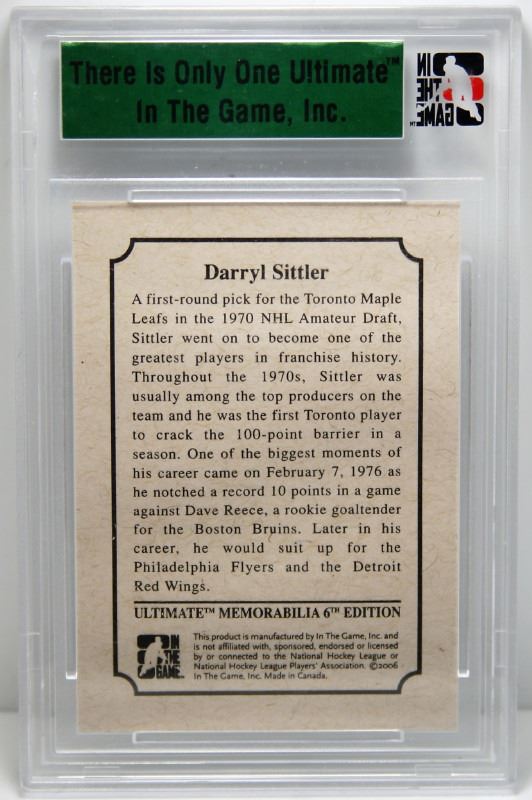 There Is Only One Ultimate™
In The Game, Inc.
IN
THE
GAME™
Darryl Sittler
A first-round pick for the Toronto Maple
Leafs in the 1970 NHL Amateur Draft,
Sittler went on to become one of the
greatest players in franchise history.
Throughout the 1970s, Sittler was
usually among the top producers on the
team and he was the first Toronto player
to crack the 100-point barrier in a
season. One of the biggest moments of
his career came on February 7, 1976 as
he notched a record 10 points in a game
against Dave Reece, a rookie goaltender
for the Boston Bruins. Later in his
career, he would suit up for the
Philadelphia Flyers and the Detroit
Red Wings.
ULTIMATE™ MEMORABILIA 6TH EDITION
IN
THE
GAME
This product is manufactured by In The Game, Inc. and
is not affiliated with, sponsored, endorsed or licensed
by or connected to the National Hockey League or
National Hockey League Players' Association. ©2006
In The Game, Inc. Made in Canada.